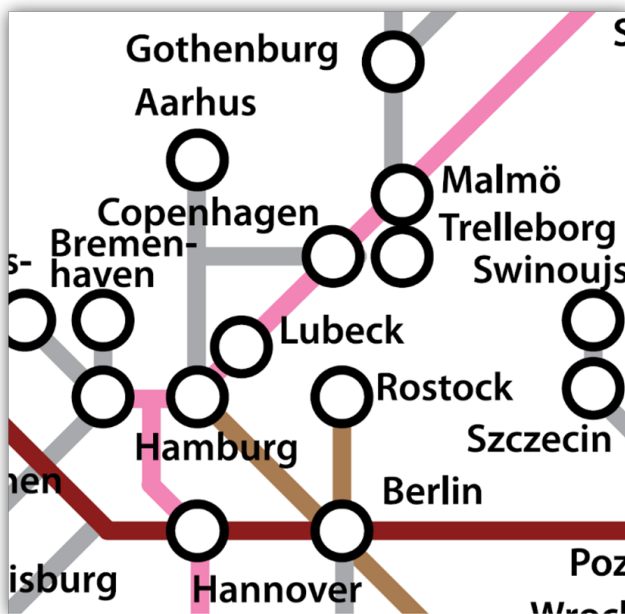 Gothenburg
Aarhus
Malmö
Copenhagen
Trelleborg
Bremen-
haven
Lubeck
Rostock
Hamburg
Szczecin
Berlin
Hannover